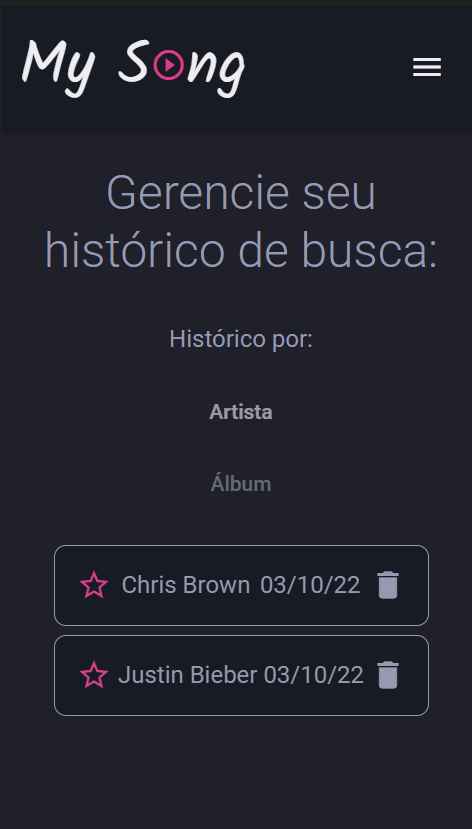 My Song
Gerencie seu
histórico de busca:
Histórico por:
Artista
Álbum
Chris Brown 03/10/22
Justin Bieber 03/10/22